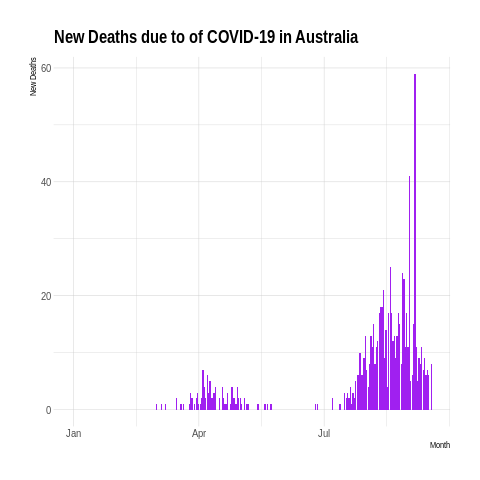 New Deaths due to of COVID-19 in Australia
New Deaths
60
40
20
0
Jan Apr Jul
Month